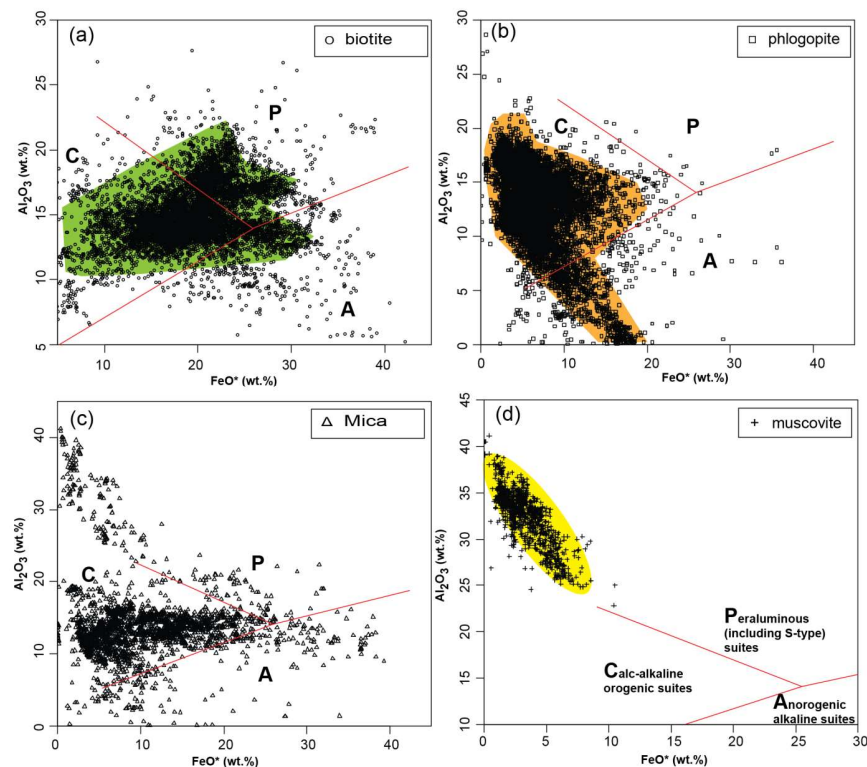 (a)
○ biotite
P
C
A
Al₂O₃ (wt.%)
30
25
20
15
10
5
10
20
30
40
FeO* (wt.%)
(b)
□ phlogopite
C
P
A
Al₂O₃ (wt.%)
30
25
20
15
10
5
0
0
10
20
30
40
FeO* (wt.%)
(c)
△ Mica
P
C
A
Al₂O₃ (wt.%)
40
30
20
10
0
0
10
20
30
40
FeO* (wt.%)
(d)
+ muscovite
Peraluminous
(including S-type)
suites
Calc-alkaline
orogenic suites
Anorogenic
alkaline suites
Al₂O₃ (wt.%)
45
40
35
30
25
20
15
10
0
5
10
15
20
25
30
FeO* (wt.%)